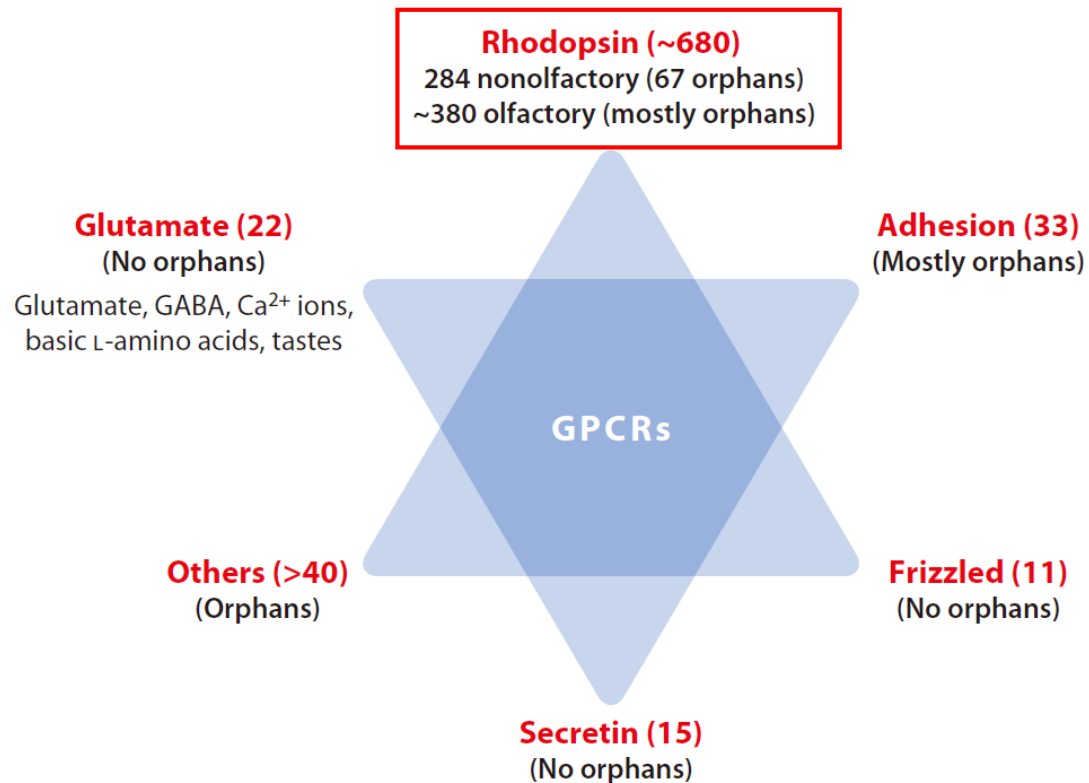 Rhodopsin (~680)
284 nonolfactory (67 orphans)
~380 olfactory (mostly orphans)
Glutamate (22)
(No orphans)
Glutamate, GABA, Ca²⁺ ions,
basic ʟ-amino acids, tastes
Adhesion (33)
(Mostly orphans)
GPCRs
Others (>40)
(Orphans)
Frizzled (11)
(No orphans)
Secretin (15)
(No orphans)